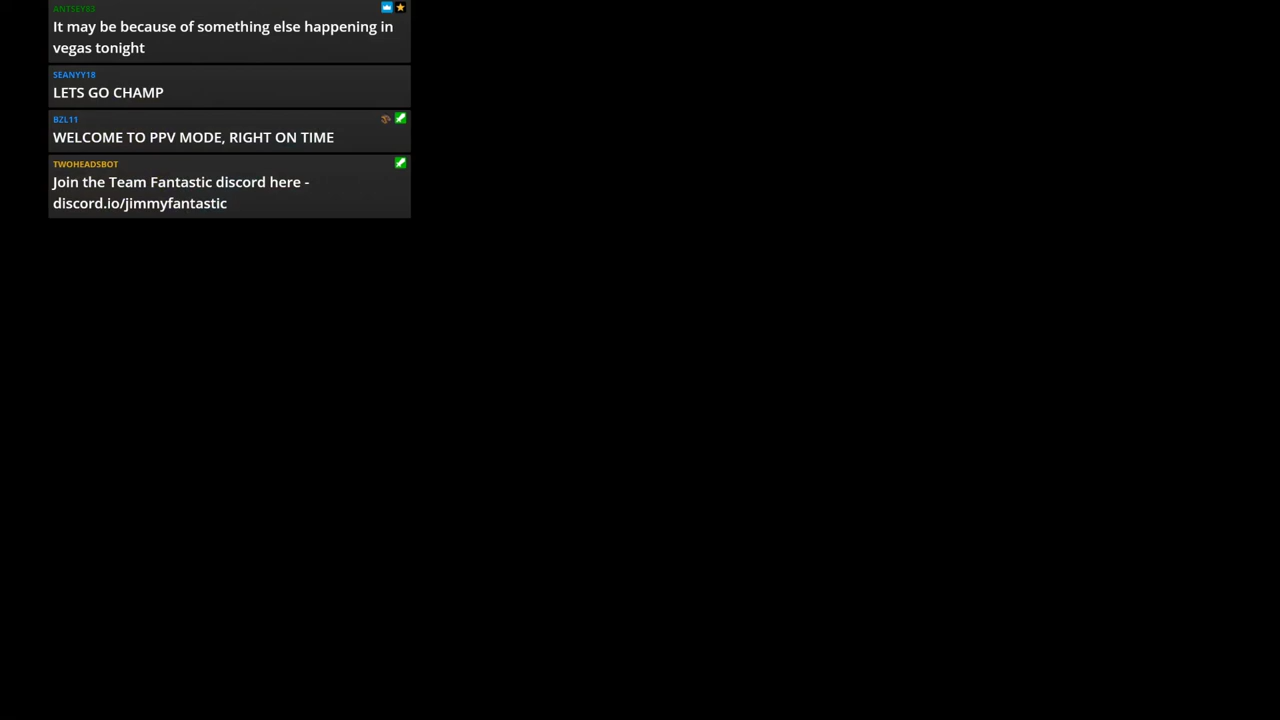 ANTSEY83
It may be because of something else happening in
vegas tonight
SEANYY18
LETS GO CHAMP
BZL11
WELCOME TO PPV MODE, RIGHT ON TIME
TWOHEADSBOT
Join the Team Fantastic discord here -
discord.io/jimmyfantastic